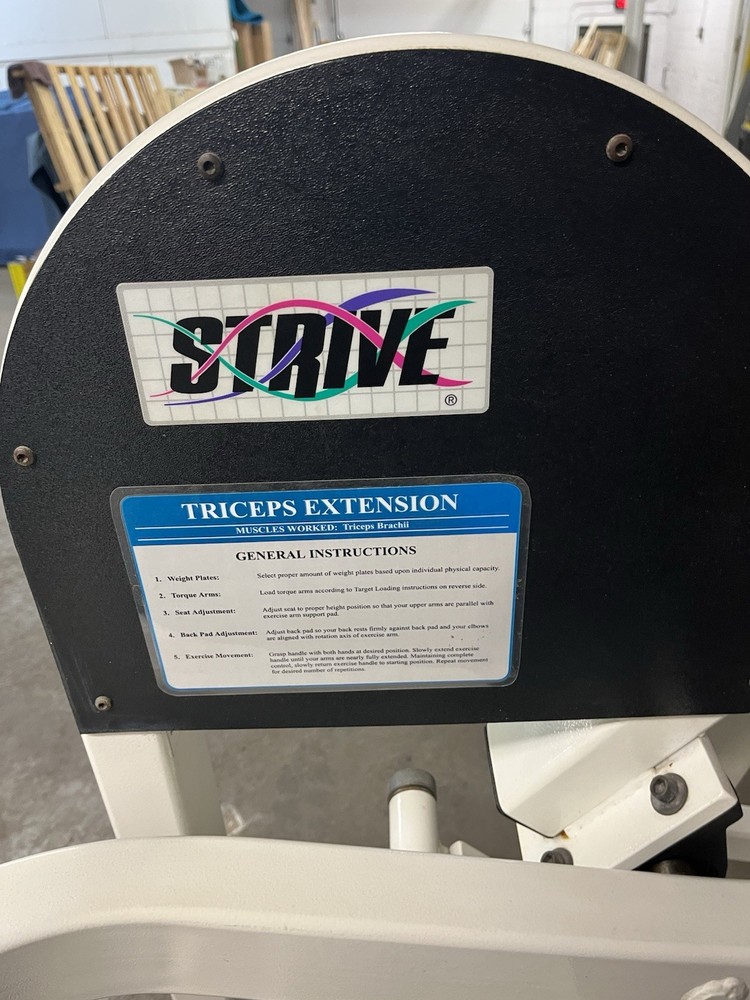 STRIVE
®
TRICEPS EXTENSION
MUSCLES WORKED: Triceps Brachii
GENERAL INSTRUCTIONS
1. Weight Plates: Select proper amount of weight plates based upon individual physical capacity.
2. Torque Arms: Load torque arms according to Target Loading instructions on reverse side.
3. Seat Adjustment: Adjust seat to proper height position so that your upper arms are parallel with
exercise arm support pad.
4. Back Pad Adjustment: Adjust back pad so your back rests firmly against back pad and your elbows
are aligned with rotation axis of exercise arm.
5. Exercise Movement: Grasp handle with both hands at desired position. Slowly extend exercise
handle until your arms are nearly fully extended. Maintaining complete
control, slowly return exercise handle to starting position. Repeat movement
for desired number of repetitions.